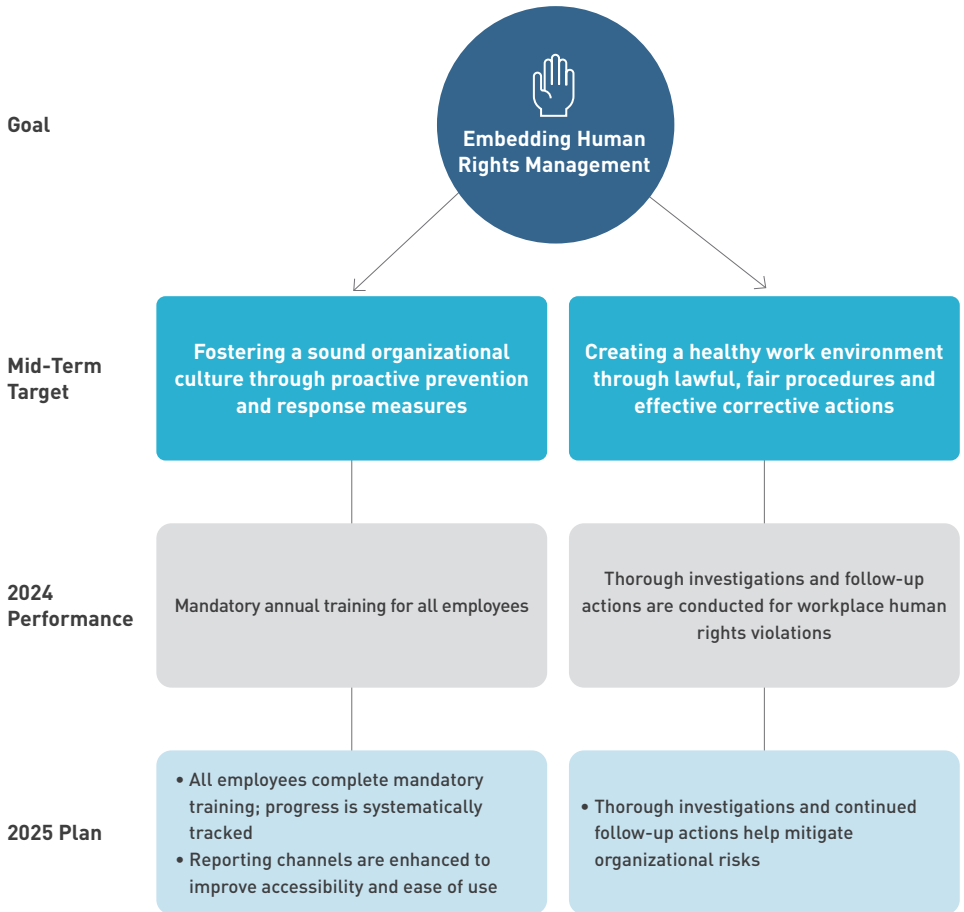 Goal
Embedding Human
Rights Management
Mid-Term
Target
Fostering a sound organizational
culture through proactive prevention
and response measures
Creating a healthy work environment
through lawful, fair procedures and
effective corrective actions
2024
Performance
Mandatory annual training for all employees
Thorough investigations and follow-up
actions are conducted for workplace human
rights violations
2025 Plan
• All employees complete mandatory
training; progress is systematically
tracked
• Reporting channels are enhanced to
improve accessibility and ease of use
• Thorough investigations and continued
follow-up actions help mitigate
organizational risks